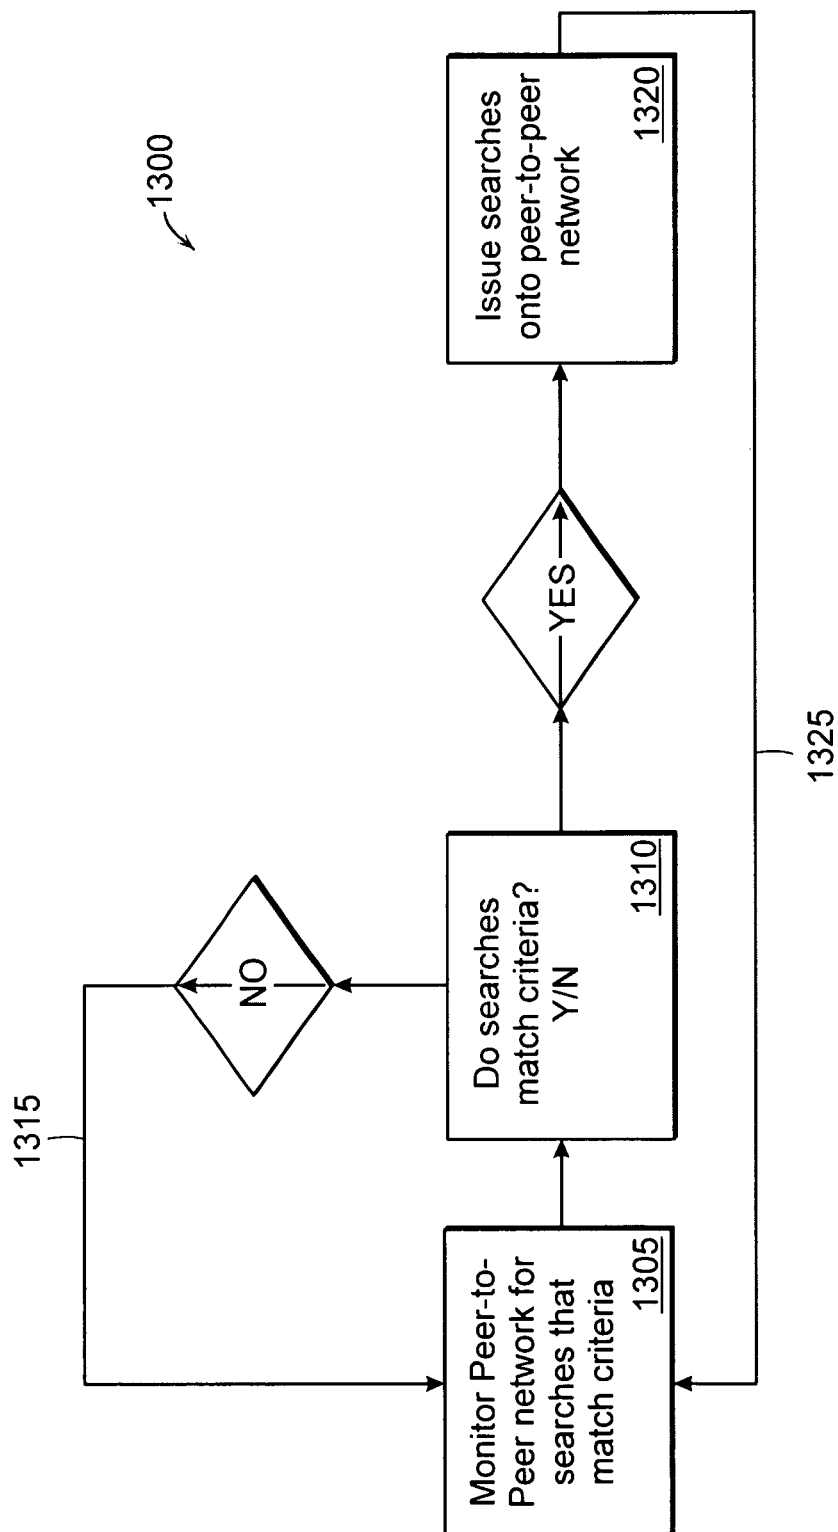 1300
1315
NO
Monitor Peer-to-
Peer network for
searches that
match criteria
1305
Do searches
match criteria?
Y/N
1310
YES
Issue searches
onto peer-to-peer
network
1320
1325